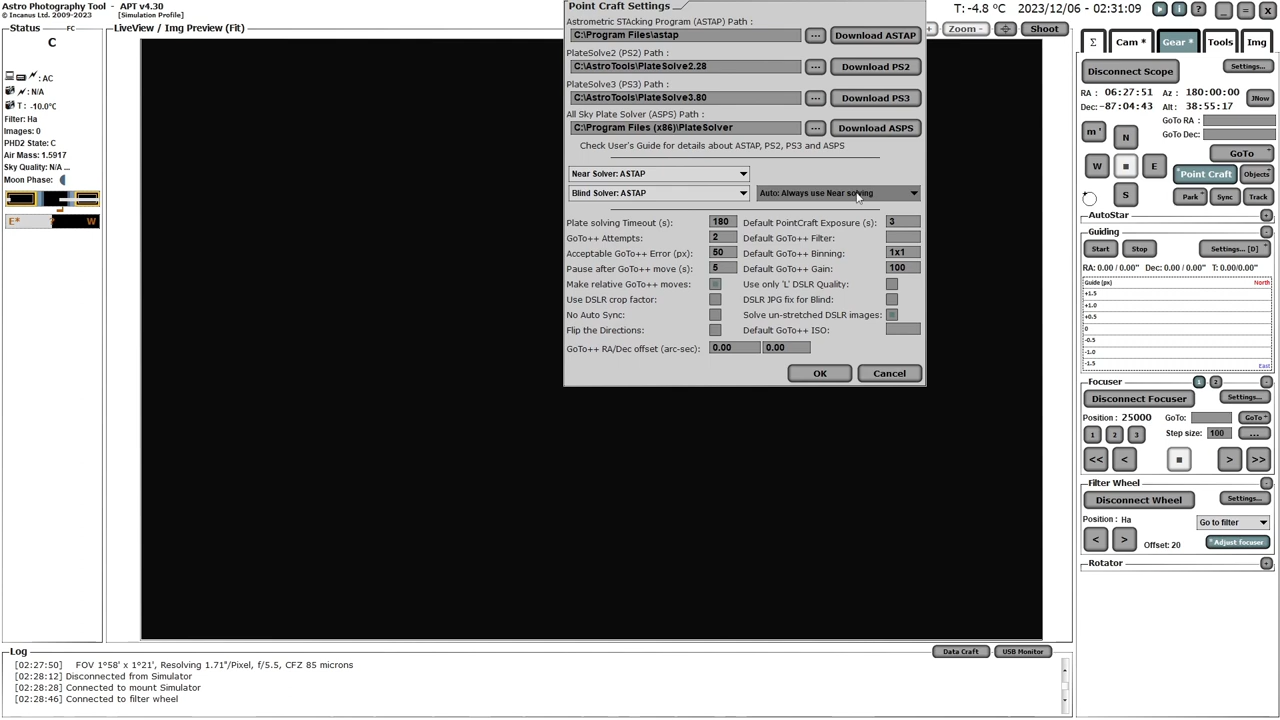 Astro Photography Tool - APT v4.30
© Incanus Ltd. 2009-2023 [Simulation Profile]
T: -4.8 ºC 2023/12/06 - 02:31:09
Status FC
C
: AC
: N/A
T : -10.0°C
Filter: Ha
Images: 0
PHD2 State: C
Air Mass: 1.5917
Sky Quality: N/A ...
Moon Phase:
E* ? W
LiveView / Img Preview (Fit)
+ Zoom - Shoot
Point Craft Settings
Astrometric STAcking Program (ASTAP) Path :
C:\Program Files\astap ... Download ASTAP
PlateSolve2 (PS2) Path :
C:\AstroTools\PlateSolve2.28 ... Download PS2
PlateSolve3 (PS3) Path :
C:\AstroTools\PlateSolve3.80 ... Download PS3
All Sky Plate Solver (ASPS) Path :
C:\Program Files (x86)\PlateSolver ... Download ASPS
Check User's Guide for details about ASTAP, PS2, PS3 and ASPS
Near Solver: ASTAP
Blind Solver: ASTAP Auto: Always use Near solving
Plate solving Timeout (s): 180 Default PointCraft Exposure (s): 3
GoTo++ Attempts: 2 Default GoTo++ Filter:
Acceptable GoTo++ Error (px): 50 Default GoTo++ Binning: 1x1
Pause after GoTo++ move (s): 5 Default GoTo++ Gain: 100
Make relative GoTo++ moves: Use only 'L' DSLR Quality:
Use DSLR crop factor: DSLR JPG fix for Blind:
No Auto Sync: Solve un-stretched DSLR images:
Flip the Directions: Default GoTo++ ISO:
GoTo++ RA/Dec offset (arc-sec): 0.00 0.00
OK Cancel
Σ Cam * Gear * Tools Img
Disconnect Scope Settings...
RA : 06:27:51 Az : 180:00:00 JNow
Dec: -87:04:43 Alt : 38:55:17
GoTo RA:
GoTo Dec:
m ' N
W E
S
GoTo
Point Craft Objects
Park Sync Track
AutoStar
Guiding
Start Stop Settings... [D]
RA: 0.00 / 0.00" Dec: 0.00 / 0.00" T: 0.00/0.00"
Guide (px) North
+1.5
+1.0
+0.5
0
-0.5
-1.0
-1.5 East
Focuser 1 2 -
Disconnect Focuser Settings...
Position : 25000 GoTo: GoTo
1 2 3 Step size: 100 ...
<< < > >>
Filter Wheel
Disconnect Wheel Settings...
Position : Ha Go to filter
< > Offset: 20 * Adjust focuser
Rotator
Log Data Craft USB Monitor
[02:27:50] FOV 1°58' x 1°21', Resolving 1.71"/Pixel, f/5.5, CFZ 85 microns
[02:28:12] Disconnected from Simulator
[02:28:28] Connected to mount Simulator
[02:28:46] Connected to filter wheel